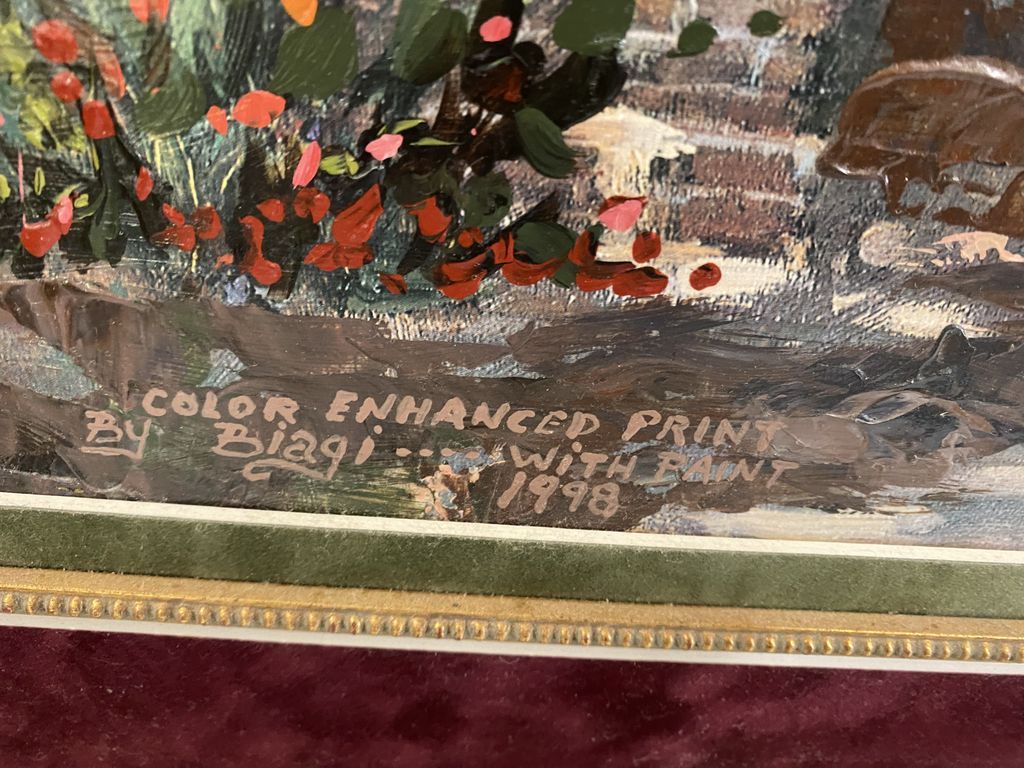 COLOR ENHANCED PRINT
By Biagi .... WiTH PAINT
1998